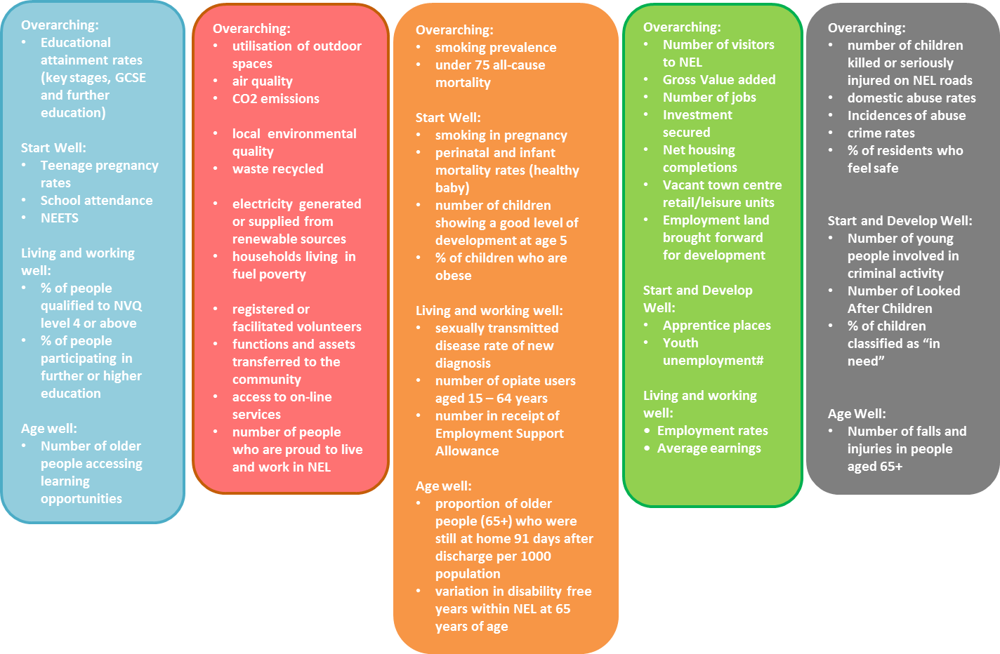 Overarching:
• Educational
attainment rates
(key stages, GCSE
and further
education)
Start Well:
• Teenage pregnancy
rates
• School attendance
• NEETS
Living and working
well:
• % of people
qualified to NVQ
level 4 or above
• % of people
participating in
further or higher
education
Age well:
• Number of older
people accessing
learning
opportunities
Overarching:
• utilisation of outdoor
spaces
• air quality
• CO2 emissions
• local environmental
quality
• waste recycled
• electricity generated
or supplied from
renewable sources
• households living in
fuel poverty
• registered or
facilitated volunteers
• functions and assets
transferred to the
community
• access to on-line
services
• number of people
who are proud to live
and work in NEL
Overarching:
• smoking prevalence
• under 75 all-cause
mortality
Start Well:
• smoking in pregnancy
• perinatal and infant
mortality rates (healthy
baby)
• number of children
showing a good level of
development at age 5
• % of children who are
obese
Living and working well:
• sexually transmitted
disease rate of new
diagnosis
• number of opiate users
aged 15 – 64 years
• number in receipt of
Employment Support
Allowance
Age well:
• proportion of older
people (65+) who were
still at home 91 days after
discharge per 1000
population
• variation in disability free
years within NEL at 65
years of age
Overarching:
• Number of visitors
to NEL
• Gross Value added
• Number of jobs
• Investment
secured
• Net housing
completions
• Vacant town centre
retail/leisure units
• Employment land
brought forward
for development
Start and Develop
Well:
• Apprentice places
• Youth
unemployment#
Living and working
well:
• Employment rates
• Average earnings
Overarching:
• number of children
killed or seriously
injured on NEL roads
• domestic abuse rates
• Incidences of abuse
• crime rates
• % of residents who
feel safe
Start and Develop Well:
• Number of young
people involved in
criminal activity
• Number of Looked
After Children
• % of children
classified as “in
need”
Age Well:
• Number of falls and
injuries in people
aged 65+